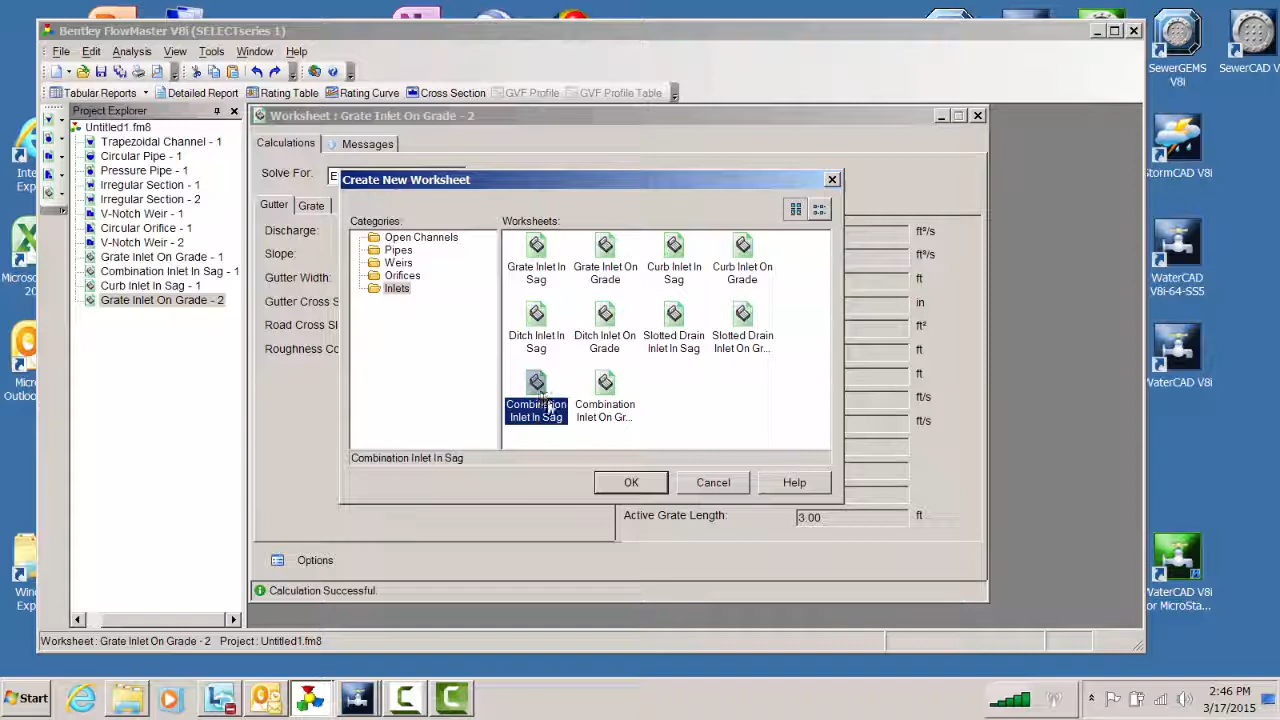 Bentley FlowMaster V8i (SELECTseries 1)
File Edit Analysis View Tools Window Help
Tabular Reports Detailed Report Rating Table Rating Curve Cross Section GVF Profile GVF Profile Table
Project Explorer
Untitled1.fm8
Trapezoidal Channel - 1
Circular Pipe - 1
Pressure Pipe - 1
Irregular Section - 1
Irregular Section - 2
V-Notch Weir - 1
Circular Orifice - 1
V-Notch Weir - 2
Grate Inlet On Grade - 1
Combination Inlet In Sag - 1
Curb Inlet In Sag - 1
Grate Inlet On Grade - 2
Worksheet : Grate Inlet On Grade - 2
Calculations Messages
Solve For: E
Gutter Grate
Discharge:
Slope:
Gutter Width:
Gutter Cross S
Road Cross Sl
Roughness Co
Create New Worksheet
Categories: Worksheets:
Open Channels
Pipes
Weirs
Orifices
Inlets
Grate Inlet In Sag
Grate Inlet On Grade
Curb Inlet In Sag
Curb Inlet On Grade
Ditch Inlet In Sag
Ditch Inlet On Grade
Slotted Drain Inlet In Sag
Slotted Drain Inlet On Gr...
Combination Inlet In Sag
Combination Inlet On Gr...
Combination Inlet In Sag
OK Cancel Help
ft³/s
ft³/s
ft
in
ft²
ft
ft
ft/s
ft/s
Active Grate Length: 3.00 ft
Options
Calculation Successful.
Worksheet : Grate Inlet On Grade - 2 Project : Untitled1.fm8
SewerGEMS V8i
SewerCAD V
StormCAD V8i
WaterCAD V8i-64-SS5
WaterCAD V8i
WaterCAD V8i
or MicroSta...
Start
2:46 PM
3/17/2015